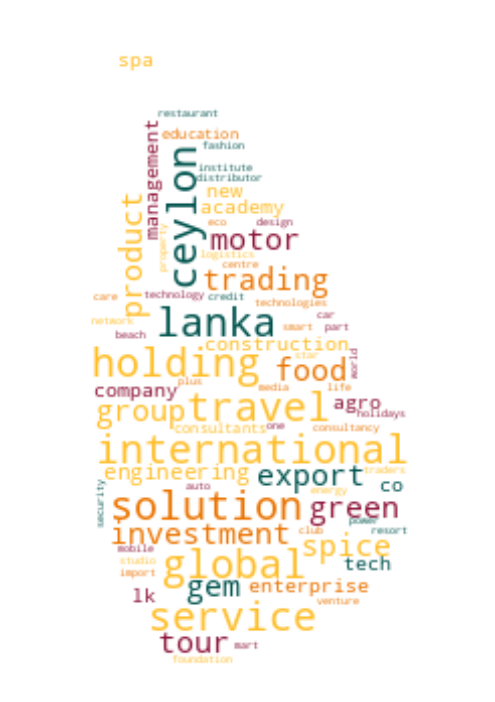 spa
restaurant
management
education
fashion
ceylon
institute
distributor
new
product
academy
eco
design
motor
property
logistics
centre
trading
care
technology
credit
technologies
network
lanka
car
smart
part
beach
construction
star
holding
food
world
plus
company
media
life
group
travel
agro
holidays
consultants
one
consultancy
international
engineering
export
traders
security
auto
energy
co
solution
green
power
investment
club
resort
mobile
spice
studio
global
tech
import
gem
enterprise
lk
venture
service
tour
mart
foundation